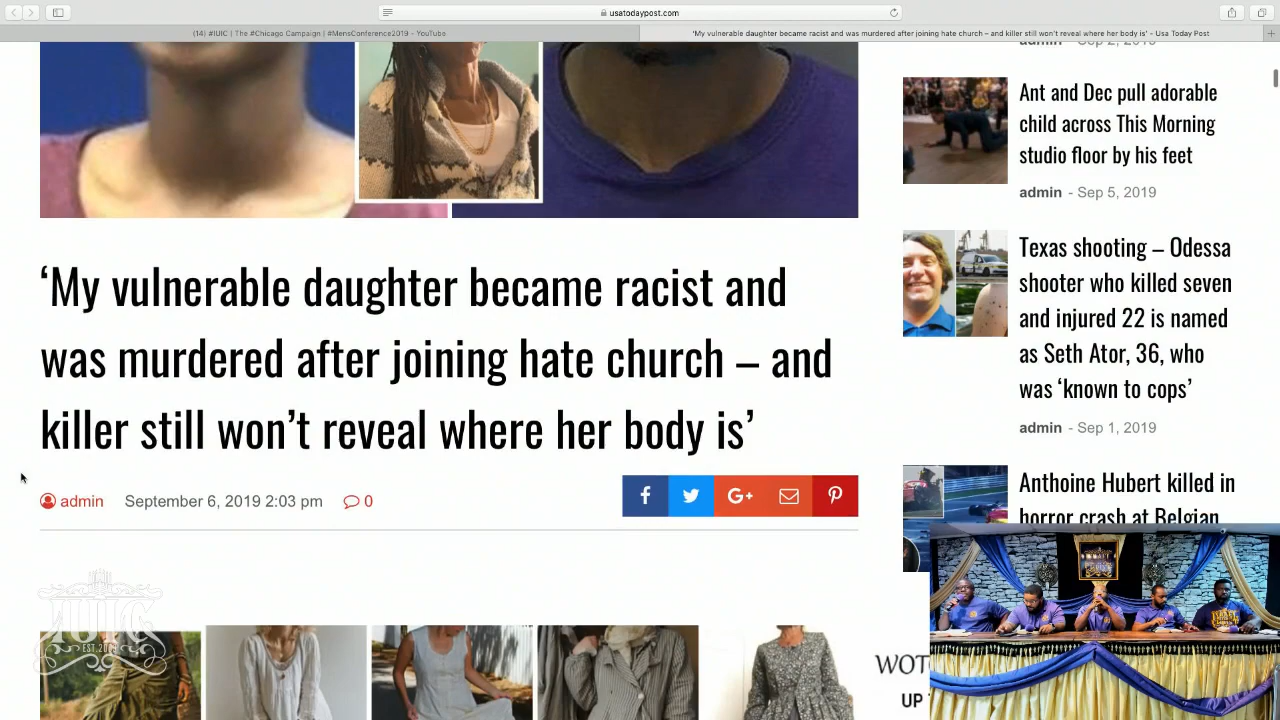 usatodaypost.com
(14) #IUIC | The #Chicago Campaign | #MensConference2019 - YouTube
'My vulnerable daughter became racist and was murdered after joining hate church – and killer still won't reveal where her body is' - Usa Today Post
‘My vulnerable daughter became racist and
was murdered after joining hate church – and
killer still won’t reveal where her body is’
admin September 6, 2019 2:03 pm 0
f G+
admin - Sep 2, 2019
Ant and Dec pull adorable
child across This Morning
studio floor by his feet
admin - Sep 5, 2019
Texas shooting – Odessa
shooter who killed seven
and injured 22 is named
as Seth Ator, 36, who
was ‘known to cops’
admin - Sep 1, 2019
Anthoine Hubert killed in
horror crash at Belgian
IUIC
EST. 2003
WOT
UP